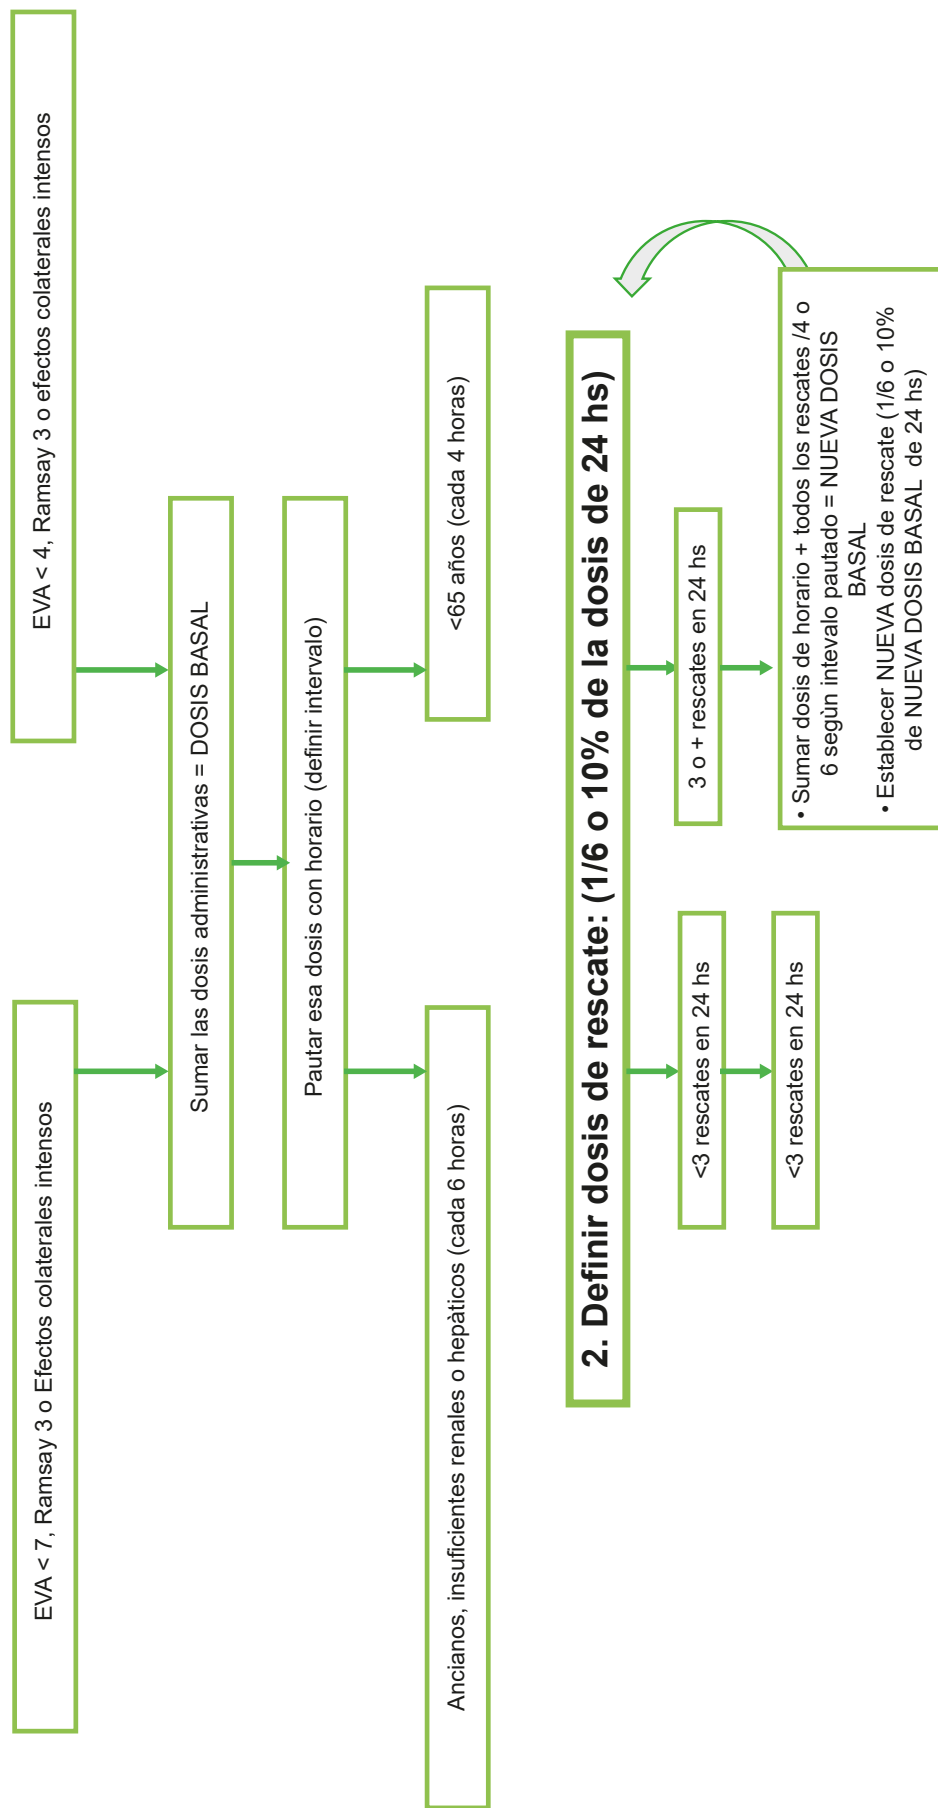 EVA < 7, Ramsay 3 o Efectos colaterales intensos
EVA < 4, Ramsay 3 o efectos colaterales intensos
Sumar las dosis administrativas = DOSIS BASAL
Pautar esa dosis con horario (definir intervalo)
Ancianos, insuficientes renales o hepàticos (cada 6 horas)
<65 años (cada 4 horas)
2. Definir dosis de rescate: (1/6 o 10% de la dosis de 24 hs)
<3 rescates en 24 hs
3 o + rescates en 24 hs
<3 rescates en 24 hs
• Sumar dosis de horario + todos los rescates /4 o
6 segùn intevalo pautado = NUEVA DOSIS
BASAL
• Establecer NUEVA dosis de rescate (1/6 o 10%
de NUEVA DOSIS BASAL de 24 hs)